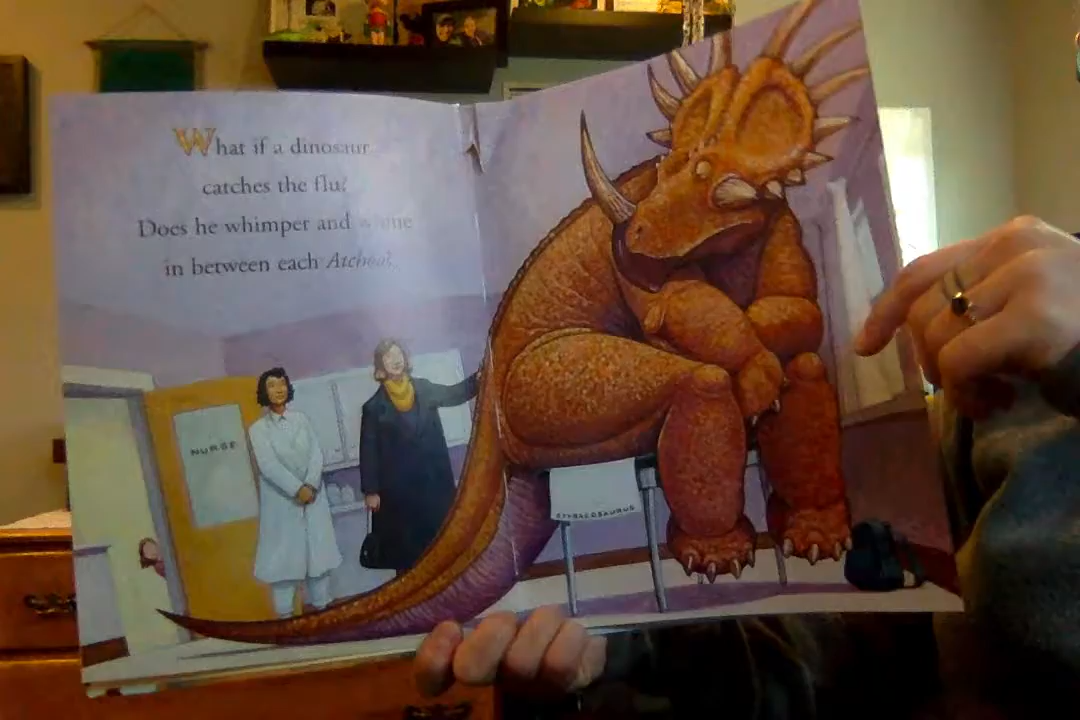 What if a dinosaur
catches the flu?
Does he whimper and whine
in between each Atchoo?
NURSE
STYRACOSAURUS